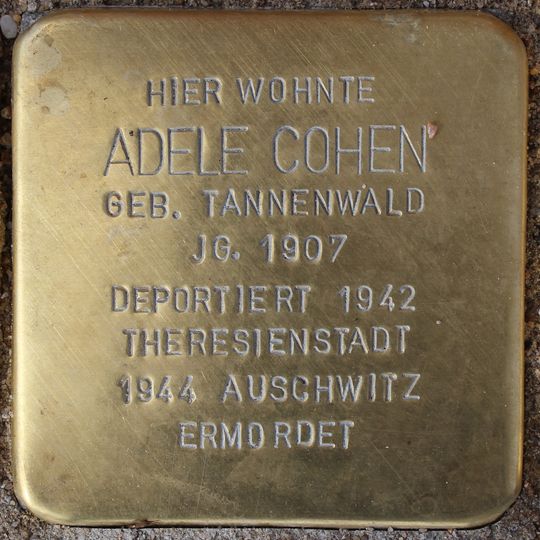 HIER WOHNTE
ADELE COHEN
GEB. TANNENWALD
JG. 1907
DEPORTIERT 1942
THERESIENSTADT
1944 AUSCHWITZ
ERMORDET